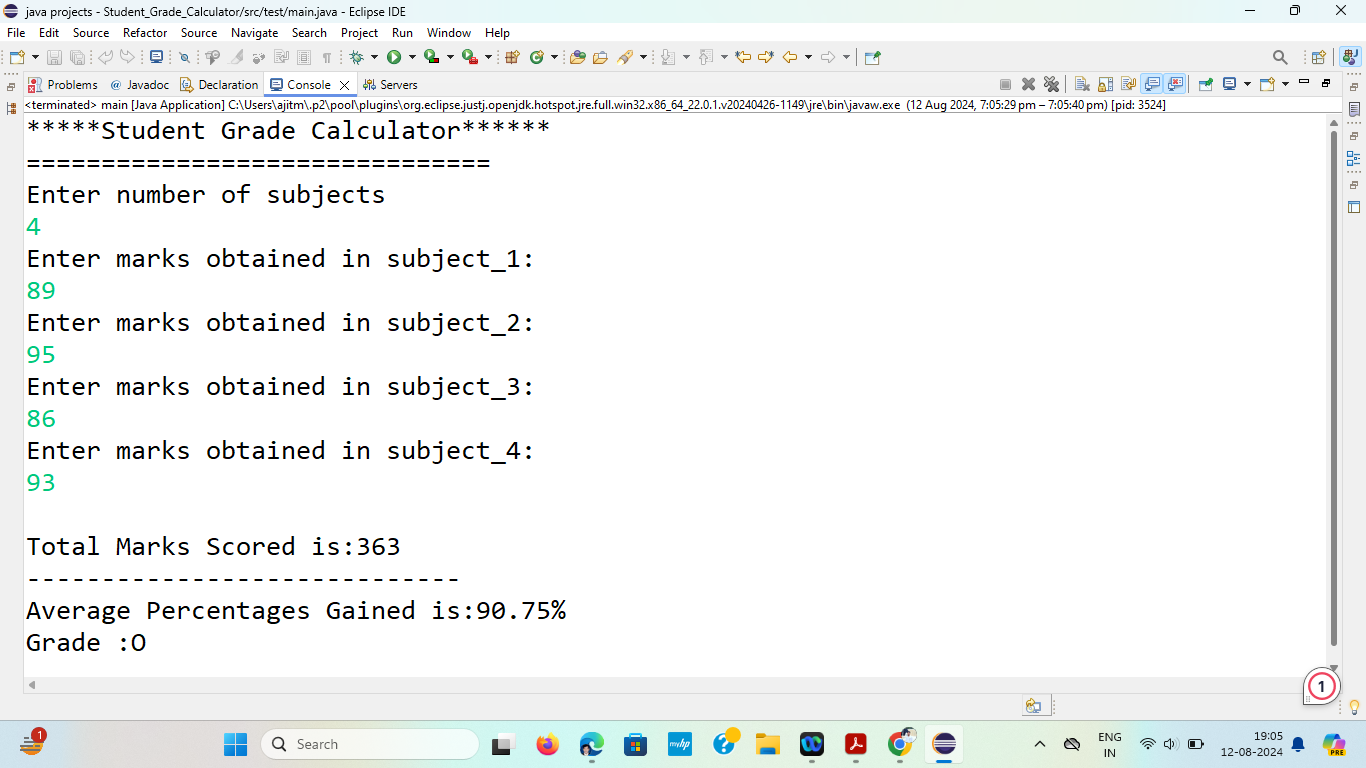 java projects - Student_Grade_Calculator/src/test/main.java - Eclipse IDE
File Edit Source Refactor Source Navigate Search Project Run Window Help
Problems @ Javadoc Declaration Console Servers
<terminated> main [Java Application] C:\Users\ajitm\.p2\pool\plugins\org.eclipse.justj.openjdk.hotspot.jre.full.win32.x86_64_22.0.1.v20240426-1149\jre\bin\javaw.exe (12 Aug 2024, 7:05:29 pm – 7:05:40 pm) [pid: 3524]
*****Student Grade Calculator******
===============================
Enter number of subjects
4
Enter marks obtained in subject_1:
89
Enter marks obtained in subject_2:
95
Enter marks obtained in subject_3:
86
Enter marks obtained in subject_4:
93
Total Marks Scored is:363
-----------------------------
Average Percentages Gained is:90.75%
Grade :O
1
1
Search
myhp
ENG
IN
19:05
12-08-2024
PRE